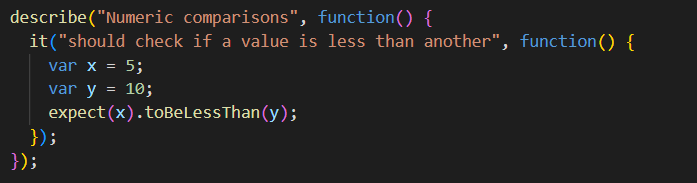 describe("Numeric comparisons", function() {
  it("should check if a value is less than another", function() {
    var x = 5;
    var y = 10;
    expect(x).toBeLessThan(y);
  });
});